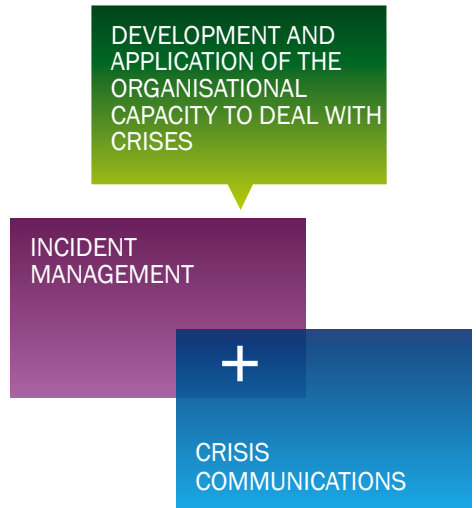 DEVELOPMENT AND
APPLICATION OF THE
ORGANISATIONAL
CAPACITY TO DEAL WITH
CRISES
INCIDENT
MANAGEMENT
+
CRISIS
COMMUNICATIONS